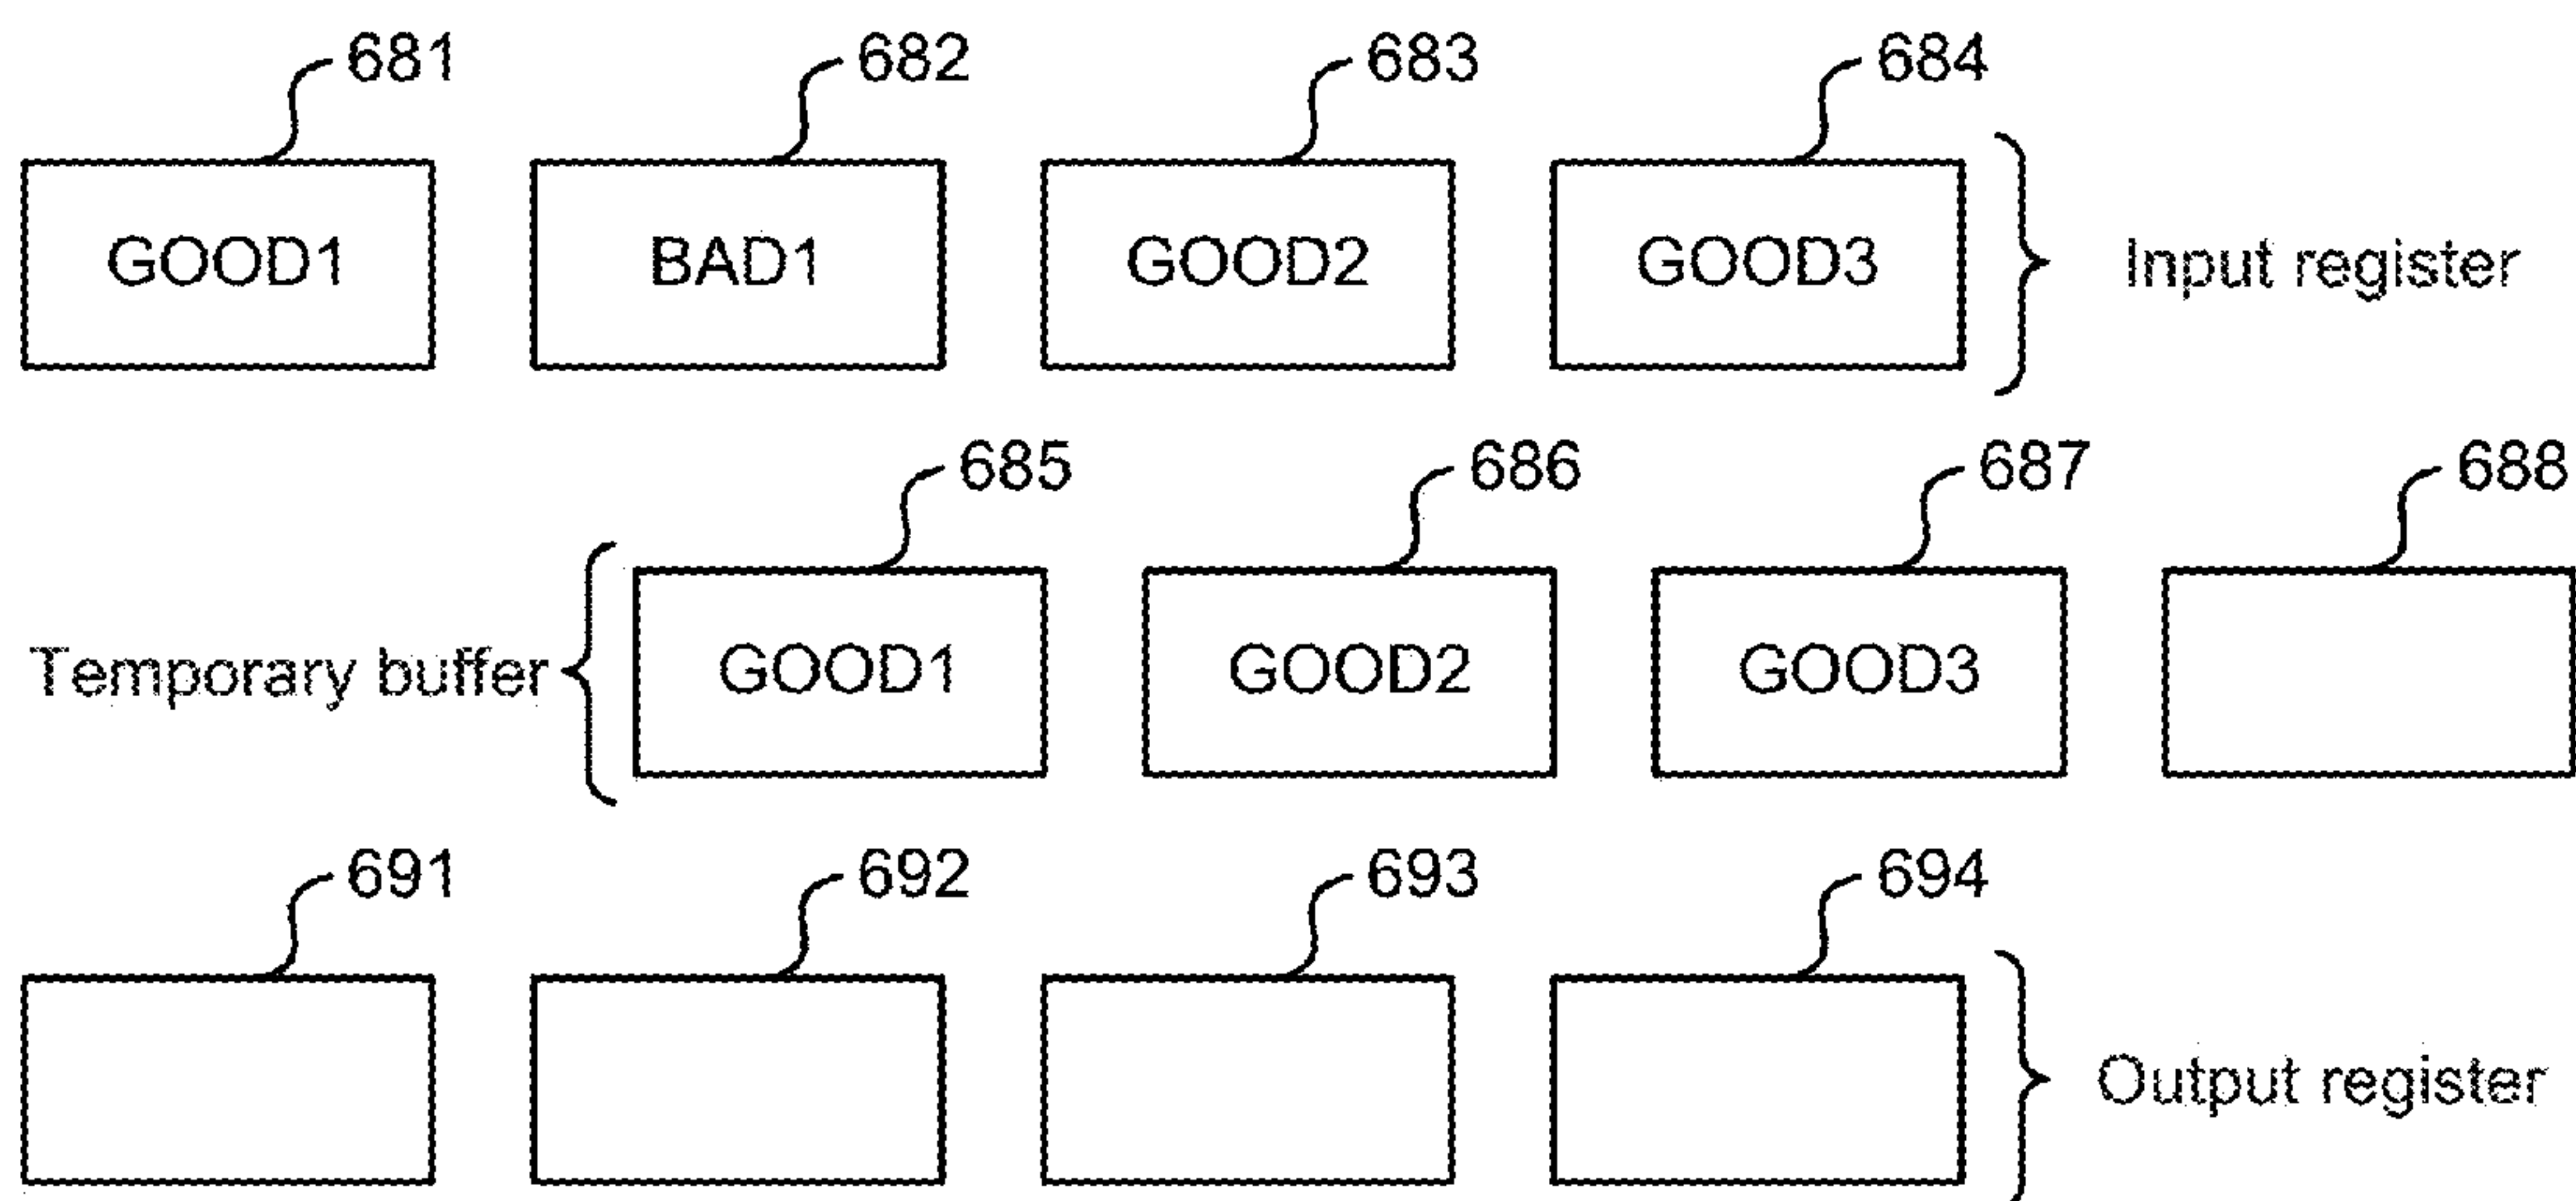 681 682 683 684
GOOD1 BAD1 GOOD2 GOOD3 Input register
685 686 687 688
Temporary buffer GOOD1 GOOD2 GOOD3
691 692 693 694
Output register